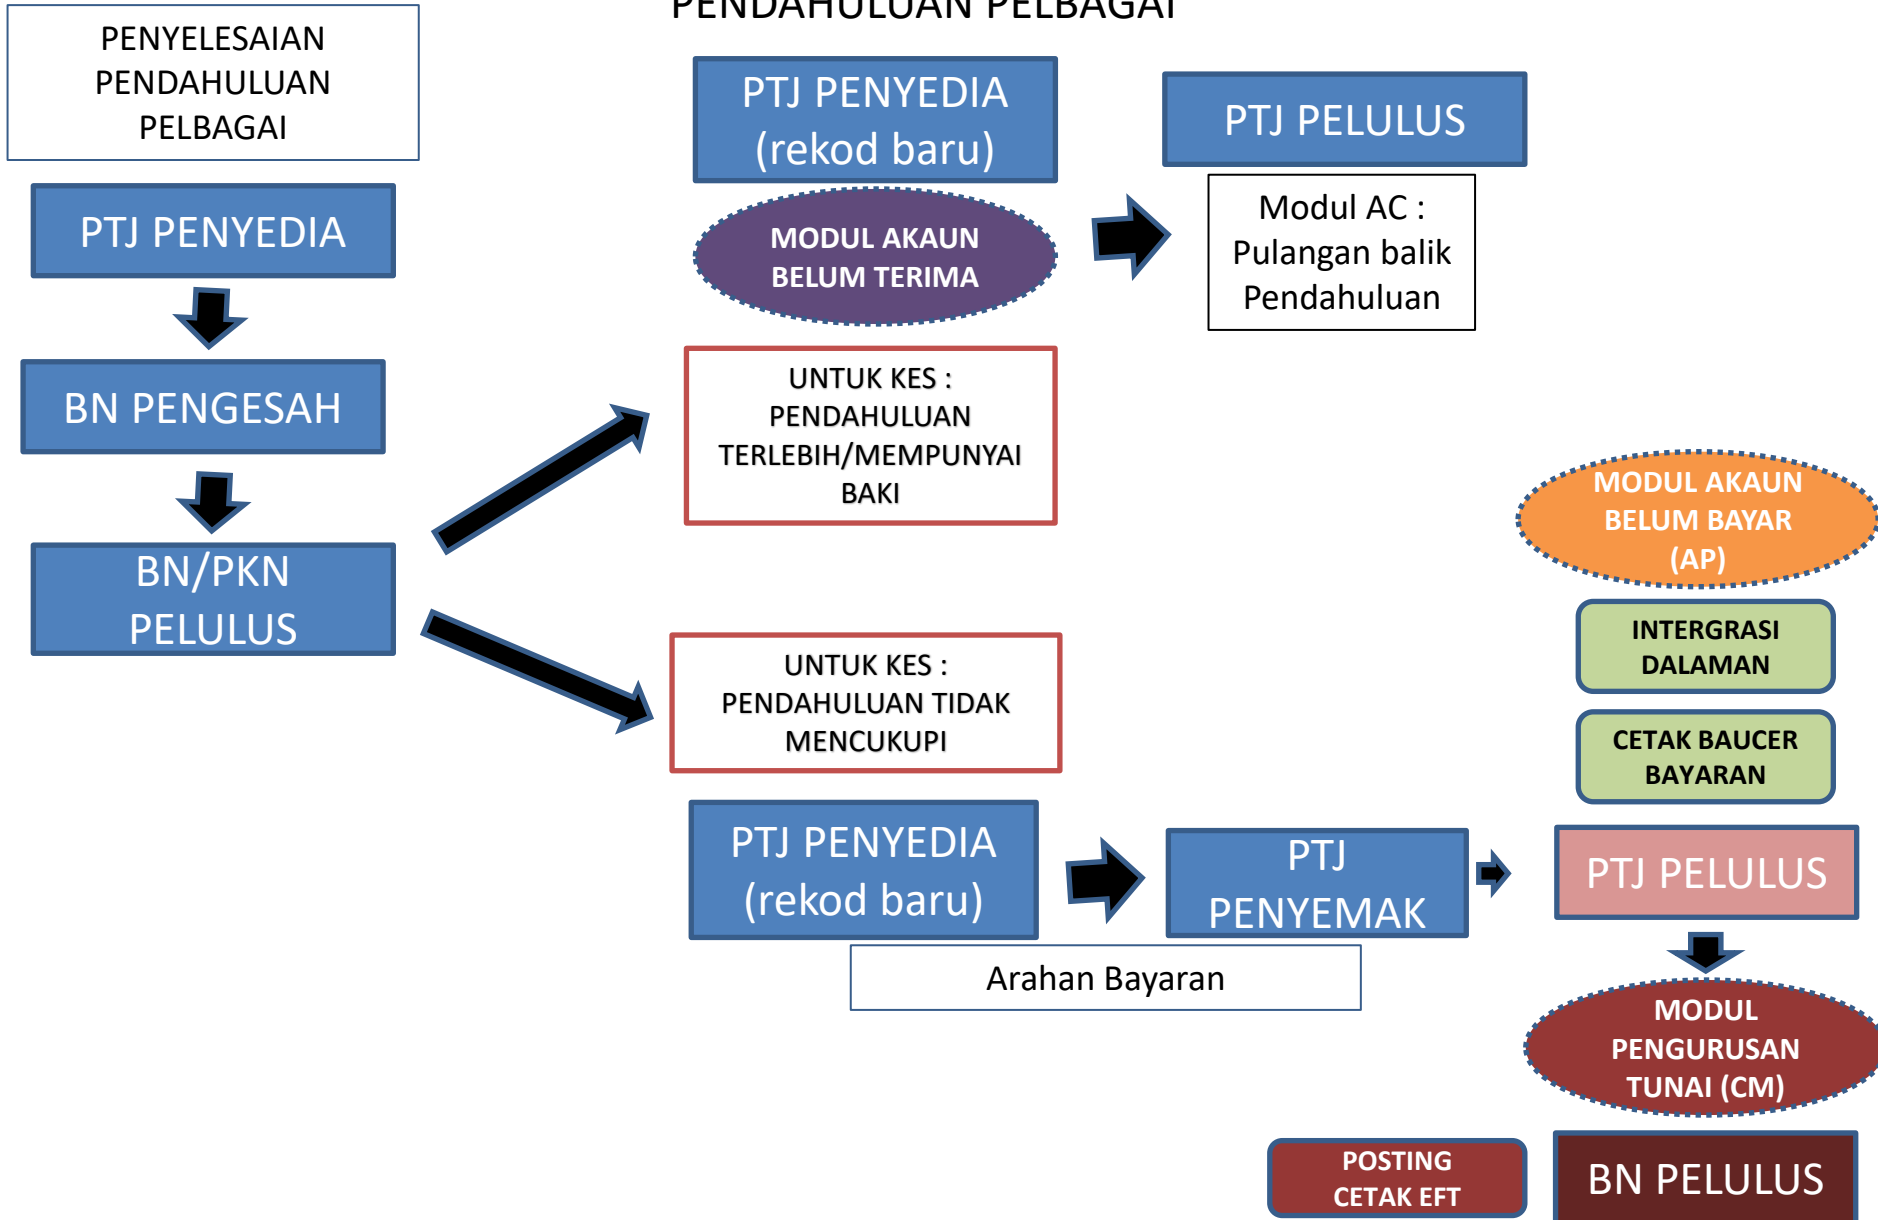 PENDAHULUAN PELBAGAI
PENYELESAIAN
PENDAHULUAN
PELBAGAI
PTJ PENYEDIA
BN PENGESAH
BN/PKN
PELULUS
PTJ PENYEDIA
(rekod baru)
MODUL AKAUN
BELUM TERIMA
PTJ PELULUS
Modul AC :
Pulangan balik
Pendahuluan
UNTUK KES :
PENDAHULUAN
TERLEBIH/MEMPUNYAI
BAKI
UNTUK KES :
PENDAHULUAN TIDAK
MENCUKUPI
PTJ PENYEDIA
(rekod baru)
PTJ
PENYEMAK
Arahan Bayaran
MODUL AKAUN
BELUM BAYAR
(AP)
INTERGRASI
DALAMAN
CETAK BAUCER
BAYARAN
PTJ PELULUS
MODUL
PENGURUSAN
TUNAI (CM)
POSTING
CETAK EFT
BN PELULUS